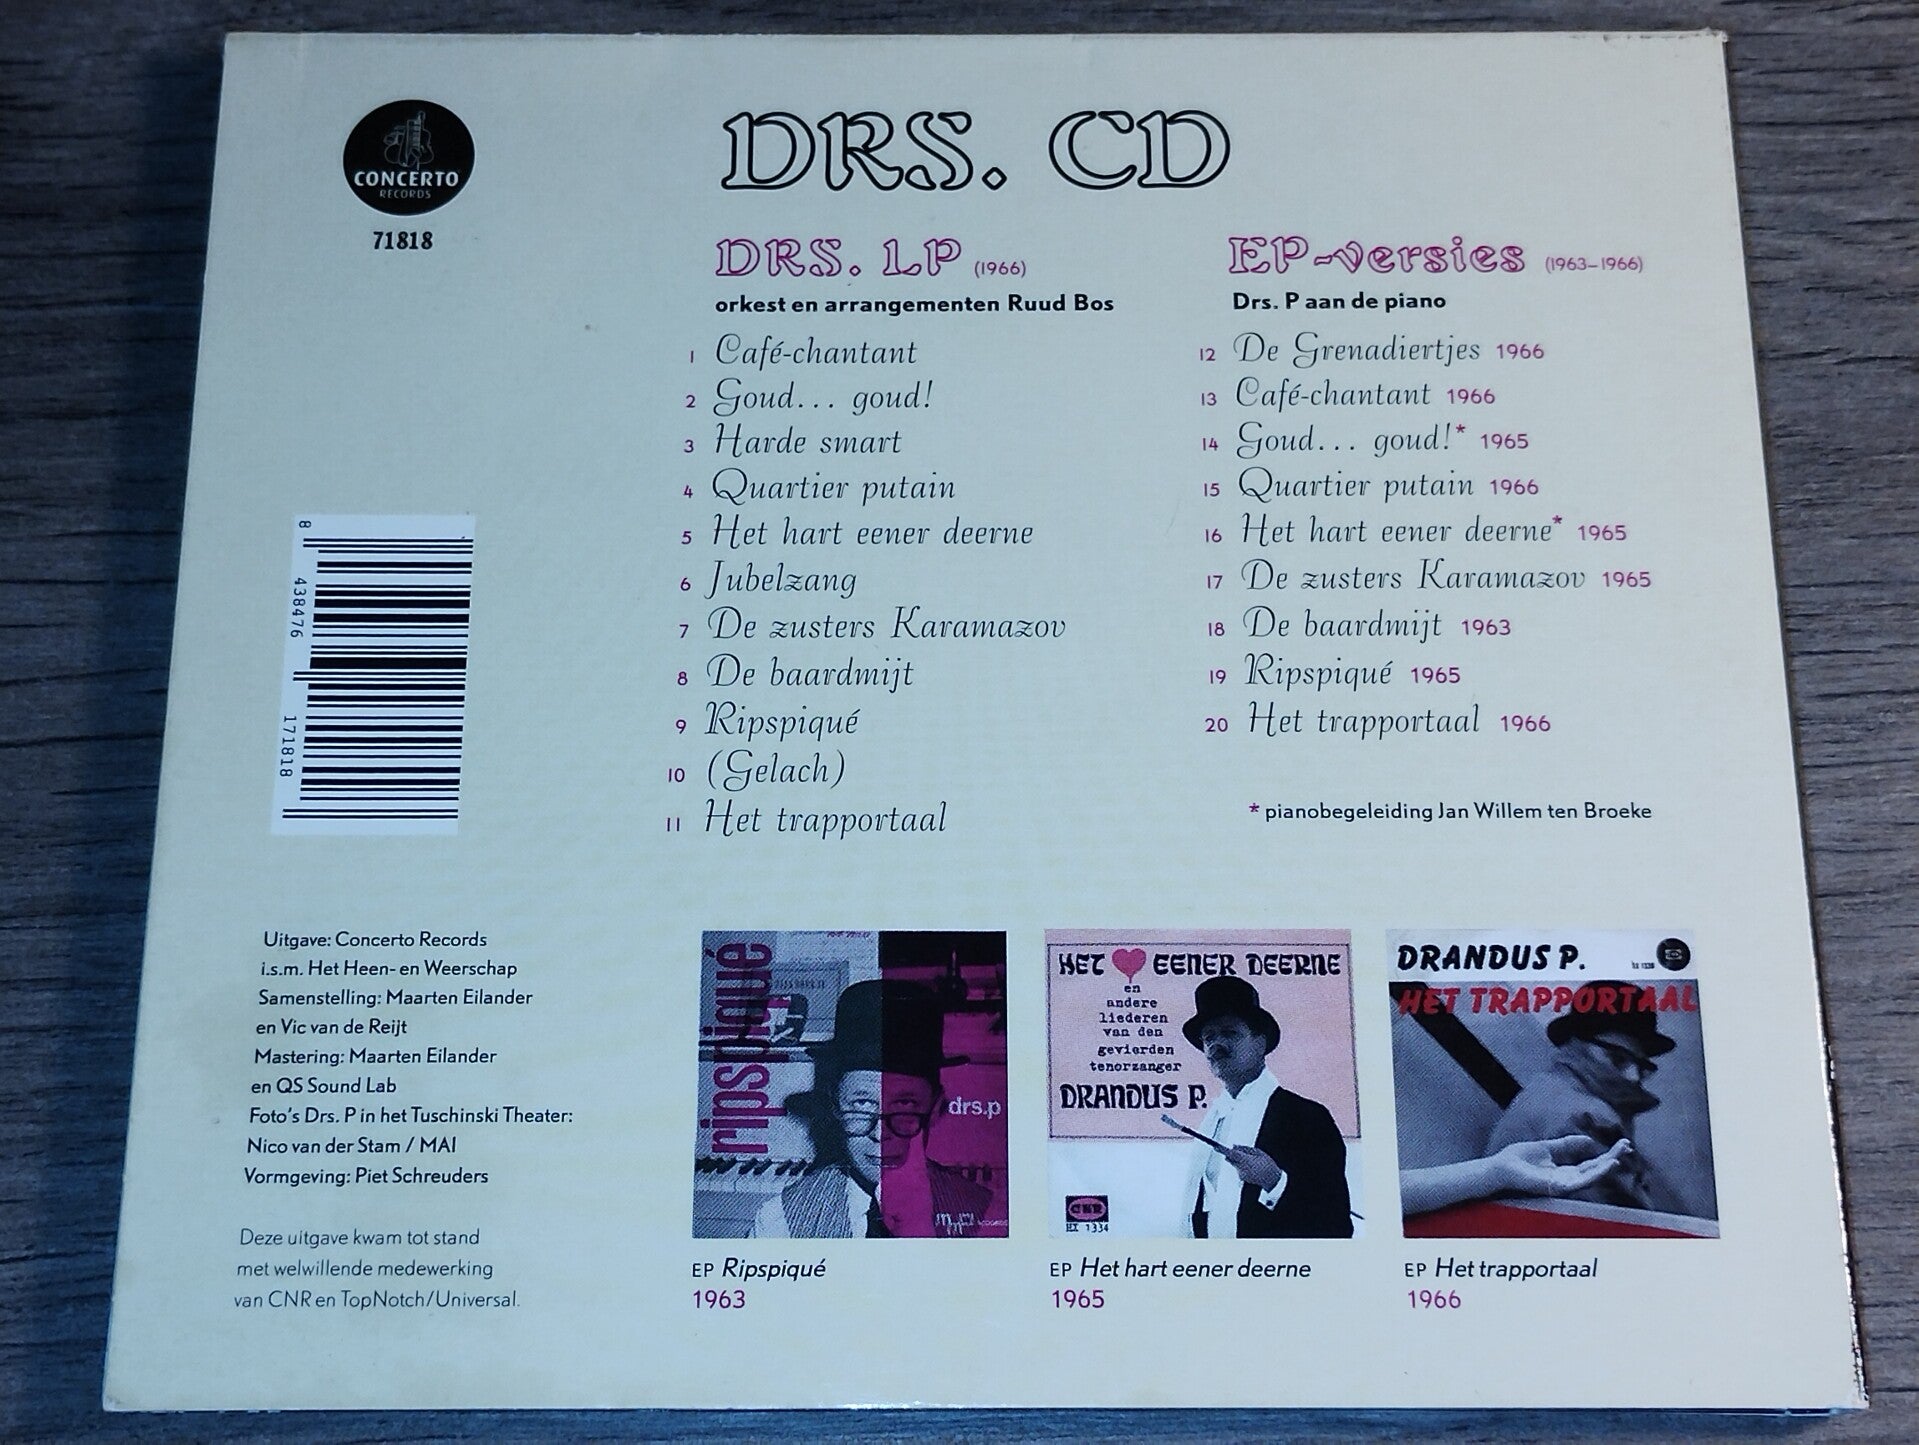 CONCERTO
RECORDS
71818
DRS. CD
DRS. LP (1966)
orkest en arrangementen Ruud Bos
1 Café-chantant
2 Goud... goud!
3 Harde smart
4 Quartier putain
5 Het hart eener deerne
6 Jubelzang
7 De zusters Karamazov
8 De baardmijt
9 Ripspiqué
10 (Gelach)
11 Het trapportaal
EP-versies (1963–1966)
Drs. P aan de piano
12 De Grenadiertjes 1966
13 Café-chantant 1966
14 Goud... goud!* 1965
15 Quartier putain 1966
16 Het hart eener deerne* 1965
17 De zusters Karamazov 1965
18 De baardmijt 1963
19 Ripspiqué 1965
20 Het trapportaal 1966
* pianobegeleiding Jan Willem ten Broeke
8 438476 171818
Uitgave: Concerto Records
i.s.m. Het Heen- en Weerschap
Samenstelling: Maarten Eilander
en Vic van de Reijt
Mastering: Maarten Eilander
en QS Sound Lab
Foto's Drs. P in het Tuschinski Theater:
Nico van der Stam / MAI
Vormgeving: Piet Schreuders
Deze uitgave kwam tot stand
met welwillende medewerking
van CNR en TopNotch/Universal.
ripspiqué
drs.p
EP Ripspiqué
1963
HET EENER DEERNE
en
andere
liederen
van den
gevierden
tenorzanger
DRANDUS P.
CNR
HX 1334
EP Het hart eener deerne
1965
DRANDUS P.
HET TRAPPORTAAL
EP Het trapportaal
1966